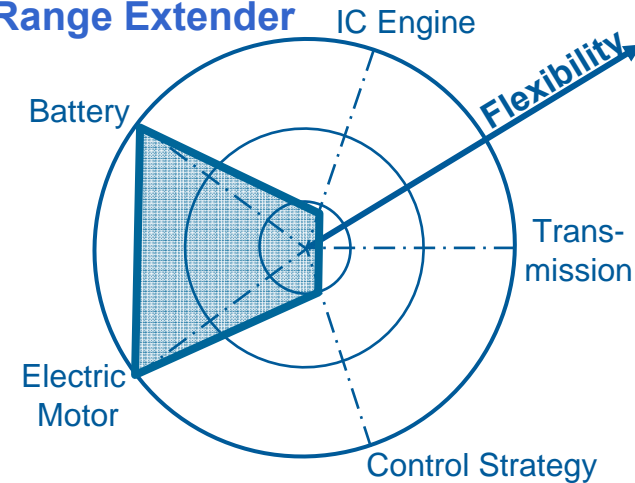 Range Extender
IC Engine
Flexibility
Battery
Trans-
mission
Electric
Motor
Control Strategy